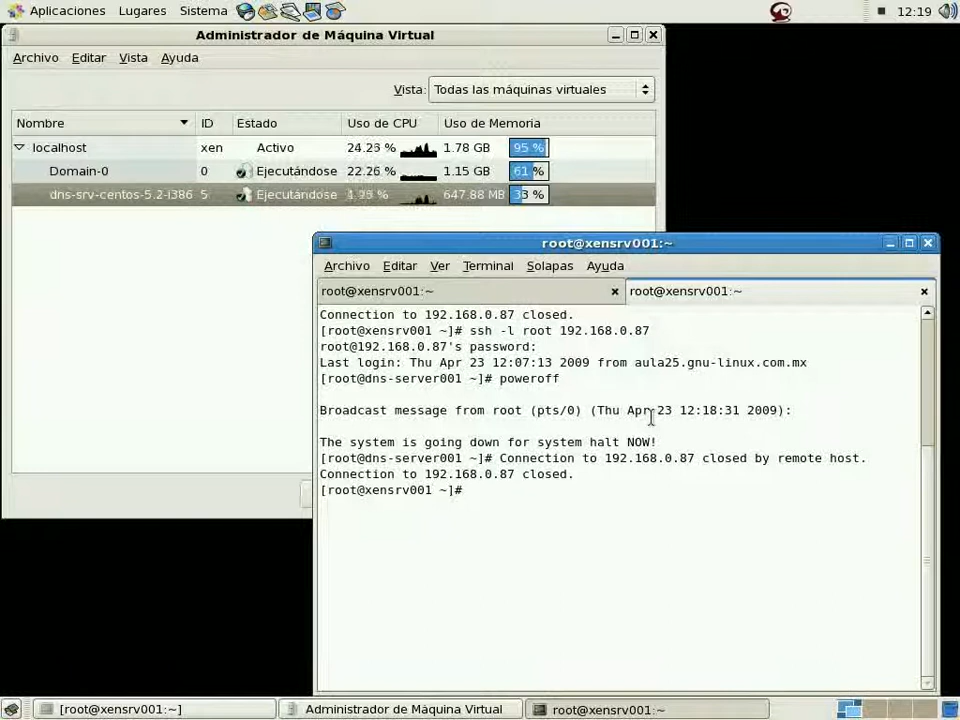 Aplicaciones Lugares Sistema 12:19
Administrador de Máquina Virtual
Archivo Editar Vista Ayuda
Vista: Todas las máquinas virtuales
Nombre ID Estado Uso de CPU Uso de Memoria
localhost xen Activo 24.23 % 1.78 GB 95 %
Domain-0 0 Ejecutándose 22.26 % 1.15 GB 61 %
dns-srv-centos-5.2-i386 5 Ejecutándose 647.88 MB 33 %
root@xensrv001:~
Archivo Editar Ver Terminal Solapas Ayuda
root@xensrv001:~ root@xensrv001:~
Connection to 192.168.0.87 closed.
[root@xensrv001 ~]# ssh -l root 192.168.0.87
root@192.168.0.87's password:
Last login: Thu Apr 23 12:07:13 2009 from aula25.gnu-linux.com.mx
[root@dns-server001 ~]# poweroff
Broadcast message from root (pts/0) (Thu Apr 23 12:18:31 2009):
The system is going down for system halt NOW!
[root@dns-server001 ~]# Connection to 192.168.0.87 closed by remote host.
Connection to 192.168.0.87 closed.
[root@xensrv001 ~]#
[root@xensrv001:~] Administrador de Máquina Virtual root@xensrv001:~